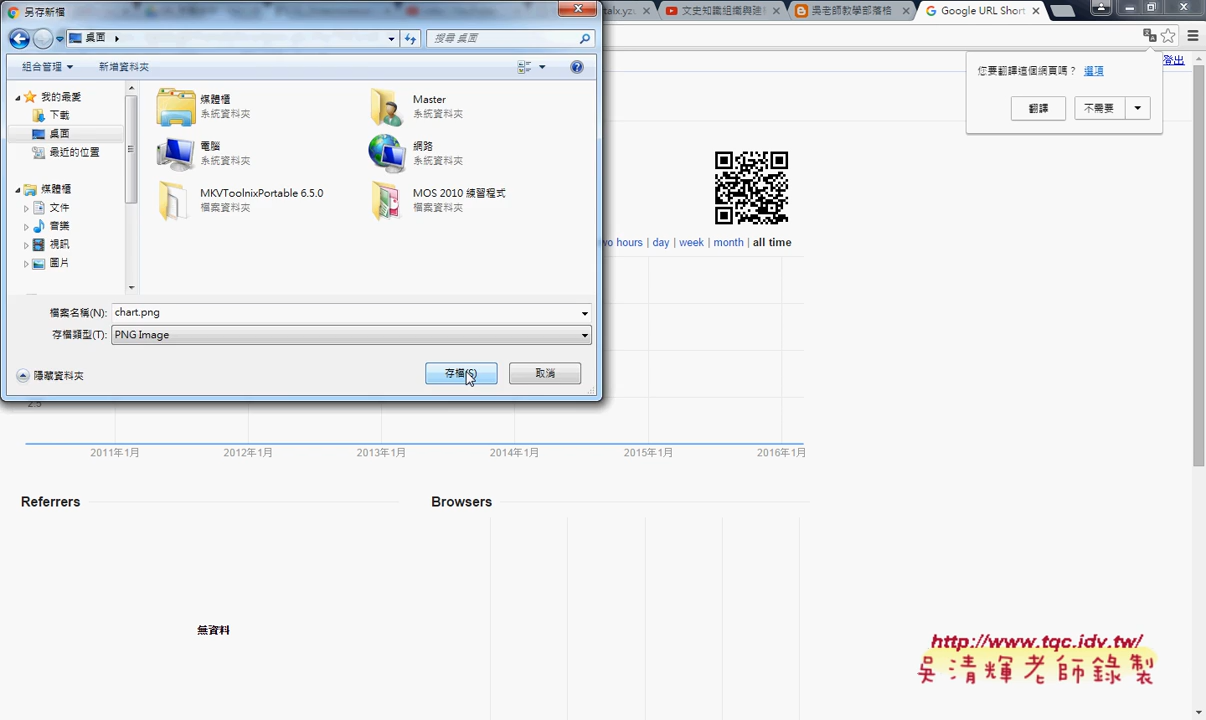 另存新檔
talx.yz
文史知識組織與建
吳老師教學部落格
Google URL Short
桌面
搜尋 桌面
組合管理
新增資料夾
您要翻譯這個網頁嗎？ 選項
登出
翻譯
不需要
我的最愛
下載
桌面
最近的位置
媒體櫃
系統資料夾
Master
系統資料夾
電腦
系統資料夾
網路
系統資料夾
MKVToolnixPortable 6.5.0
檔案資料夾
MOS 2010 練習程式
檔案資料夾
媒體櫃
文件
音樂
視訊
圖片
wo hours | day | week | month | all time
檔案名稱(N): chart.png
存檔類型(T): PNG Image
隱藏資料夾
存檔(S)
取消
2.5
2011年1月
2012年1月
2013年1月
2014年1月
2015年1月
2016年1月
Referrers
Browsers
無資料
http://www.tqc.idv.tw/
吳清輝老師錄製